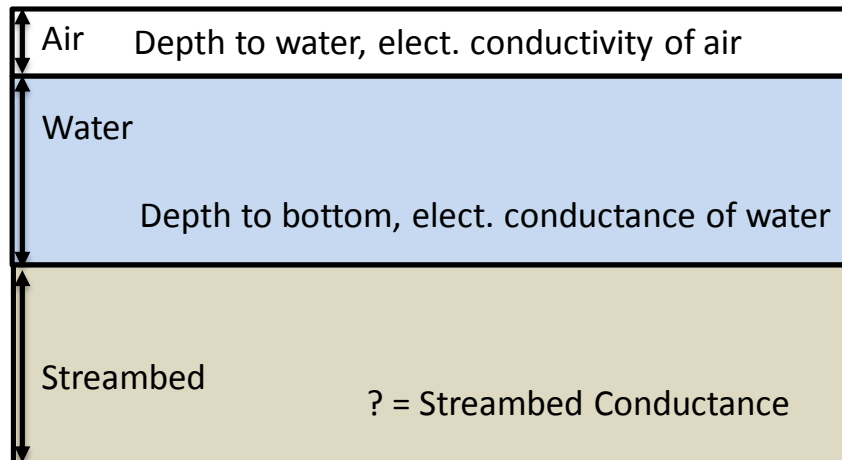 Air Depth to water, elect. conductivity of air
Water
Depth to bottom, elect. conductance of water
Streambed
? = Streambed Conductance